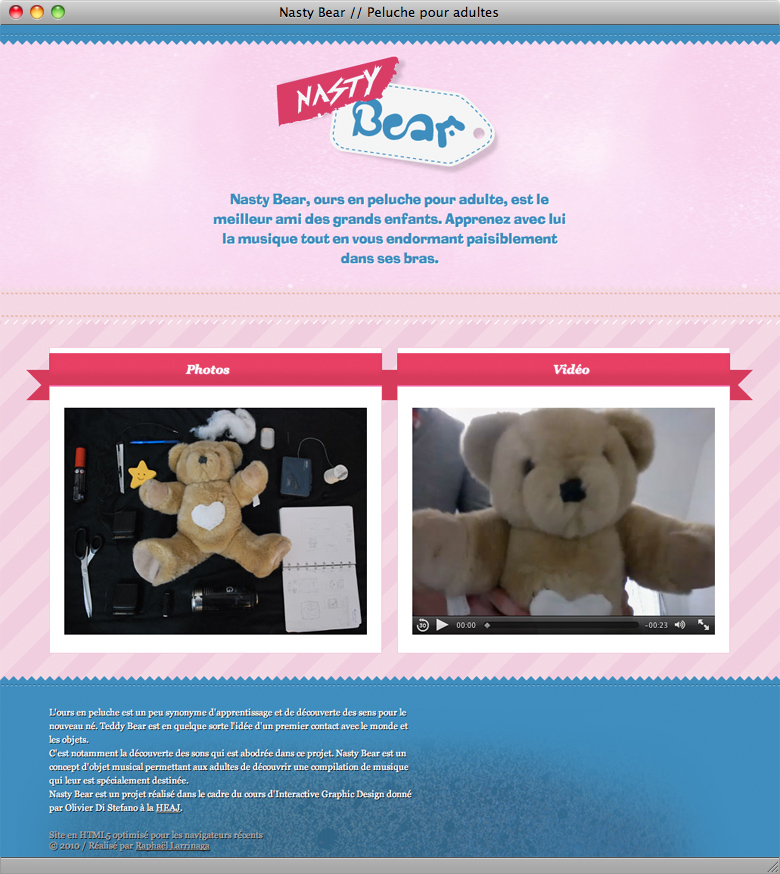 Nasty Bear // Peluche pour adultes
NASTY
Bear
Nasty Bear, ours en peluche pour adulte, est le
meilleur ami des grands enfants. Apprenez avec lui
la musique tout en vous endormant paisiblement
dans ses bras.
Photos
Vidéo
30
00:00
-00:23
L'ours en peluche est un peu synonyme d'apprentissage et de découverte des sens pour le
nouveau né. Teddy Bear est en quelque sorte l'idée d'un premier contact avec le monde et
les objets.
C'est notamment la découverte des sons qui est abodrée dans ce projet. Nasty Bear est un
concept d'objet musical permettant aux adultes de découvrir une compilation de musique
qui leur est spécialement destinée.
Nasty Bear est un projet réalisé dans le cadre du cours d'Interactive Graphic Design donné
par Olivier Di Stefano à la HEAJ.
Site en HTML5 optimisé pour les navigateurs récents
© 2010 / Réalisé par Raphaël Larrinaga